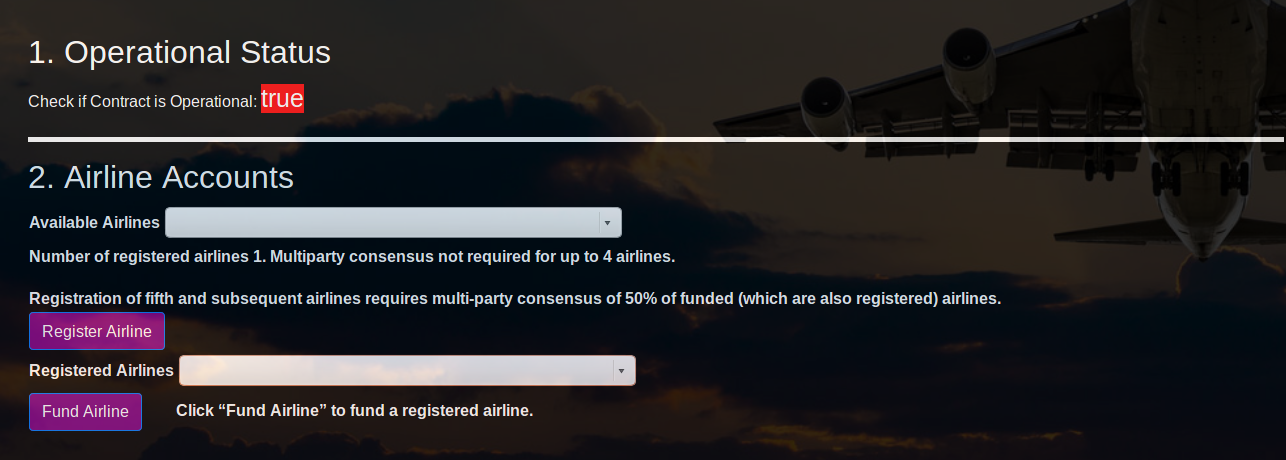 1. Operational Status
Check if Contract is Operational: true
2. Airline Accounts
Available Airlines
Number of registered airlines 1. Multiparty consensus not required for up to 4 airlines.
Registration of fifth and subsequent airlines requires multi-party consensus of 50% of funded (which are also registered) airlines.
Register Airline
Registered Airlines
Fund Airline Click “Fund Airline” to fund a registered airline.